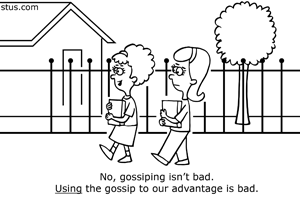 stus.com
No, gossiping isn't bad.
Using the gossip to our advantage is bad.